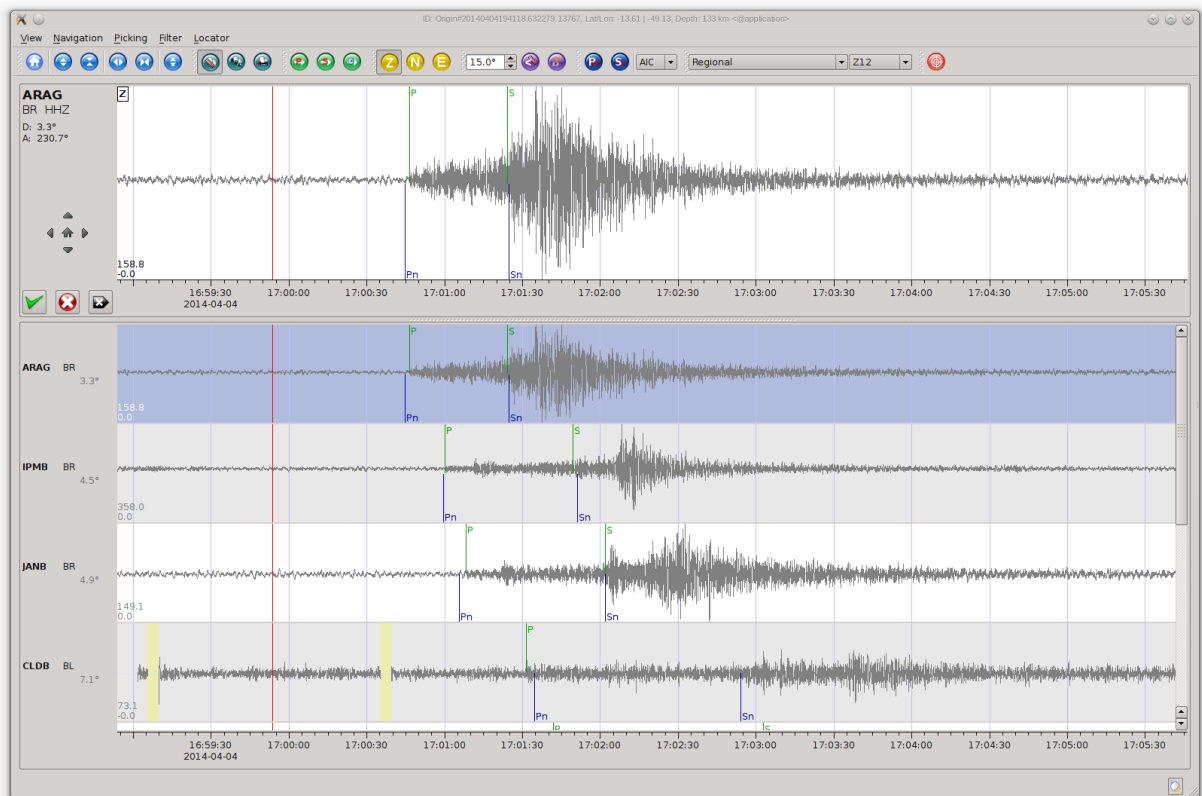 ID: Origin#20140404194118.632279.13767, Lat/Lon: -13.61 | -49.13, Depth: 133 km <@application>
View Navigation Picking Filter Locator
Z N E 15.0° P S AIC Regional Z12
ARAG
BR HHZ
D: 3.3°
A: 230.7°
Z
P S
158.8
-0.0
Pn Sn
16:59:30 17:00:00 17:00:30 17:01:00 17:01:30 17:02:00 17:02:30 17:03:00 17:03:30 17:04:00 17:04:30 17:05:00 17:05:30
2014-04-04
P S
ARAG BR
3.3°
158.8
0.0
Pn Sn
P S
IPMB BR
4.5°
358.0
0.0
Pn Sn
P S
JANB BR
4.9°
149.1
0.0
Pn Sn
P
CLDB BL
7.1°
73.1
-0.0
Pn Sn
P S
16:59:30 17:00:00 17:00:30 17:01:00 17:01:30 17:02:00 17:02:30 17:03:00 17:03:30 17:04:00 17:04:30 17:05:00 17:05:30
2014-04-04